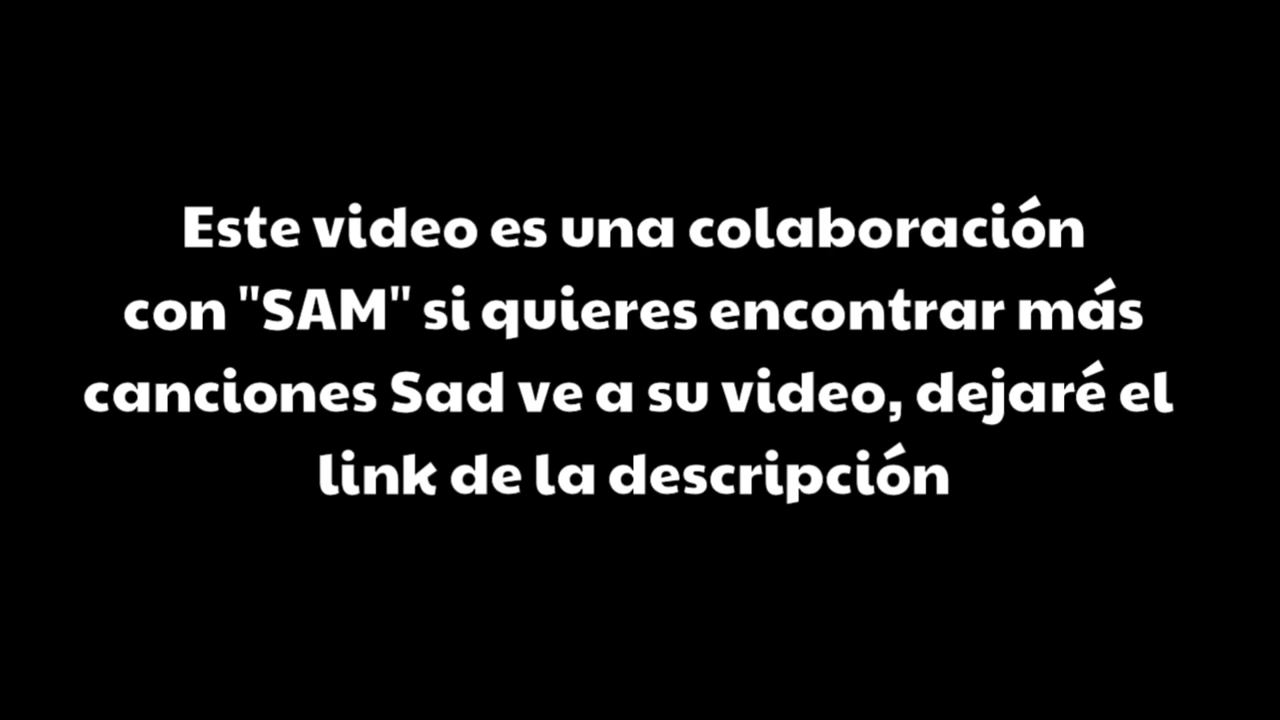 Este video es una colaboración
con "SAM" si quieres encontrar más
canciones Sad ve a su video, dejaré el
link de la descripción